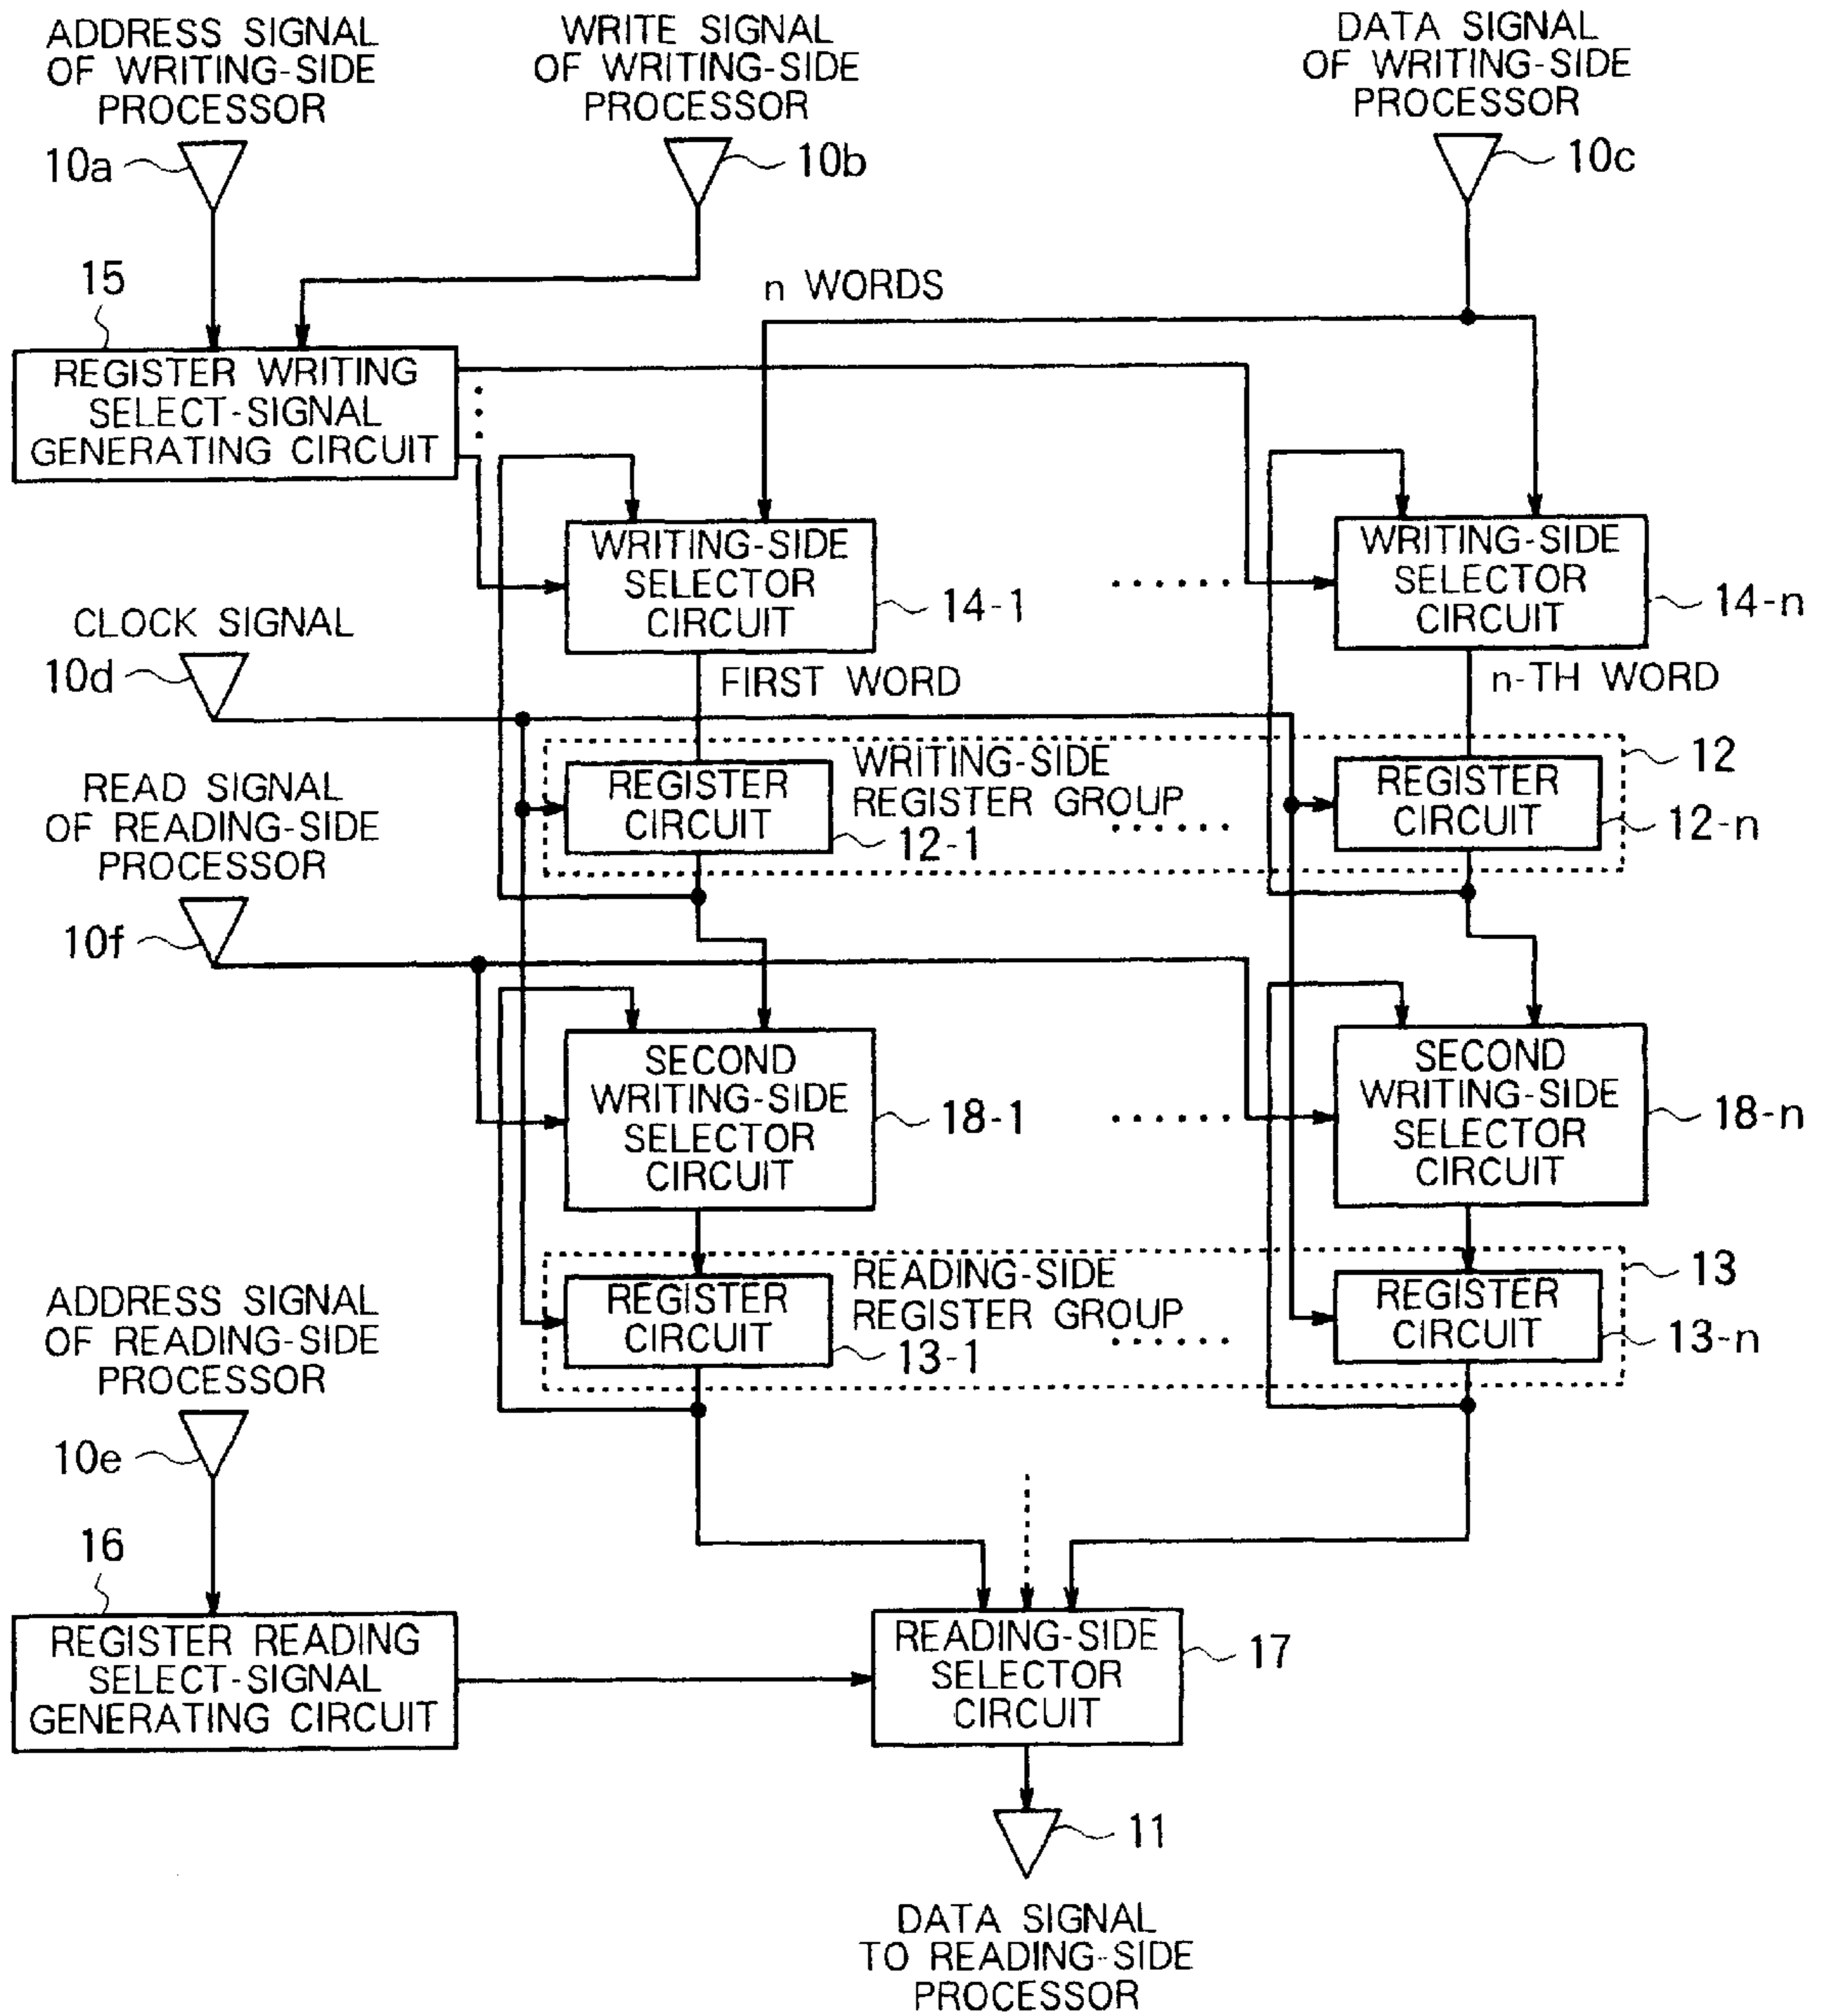 ADDRESS SIGNAL
OF WRITING-SIDE
PROCESSOR
10a
WRITE SIGNAL
OF WRITING-SIDE
PROCESSOR
10b
DATA SIGNAL
OF WRITING-SIDE
PROCESSOR
10c
15
n WORDS
REGISTER WRITING
SELECT-SIGNAL
GENERATING CIRCUIT
WRITING-SIDE
SELECTOR
CIRCUIT
14-1
WRITING-SIDE
SELECTOR
CIRCUIT
14-n
CLOCK SIGNAL
10d
FIRST WORD
n-TH WORD
READ SIGNAL
OF READING-SIDE
PROCESSOR
10f
REGISTER
CIRCUIT
12-1
WRITING-SIDE
REGISTER GROUP
REGISTER
CIRCUIT
12
12-n
SECOND
WRITING-SIDE
SELECTOR
CIRCUIT
18-1
SECOND
WRITING-SIDE
SELECTOR
CIRCUIT
18-n
ADDRESS SIGNAL
OF READING-SIDE
PROCESSOR
10e
REGISTER
CIRCUIT
13-1
READING-SIDE
REGISTER GROUP
REGISTER
CIRCUIT
13
13-n
16
REGISTER READING
SELECT-SIGNAL
GENERATING CIRCUIT
READING-SIDE
SELECTOR
CIRCUIT
17
11
DATA SIGNAL
TO READING-SIDE
PROCESSOR